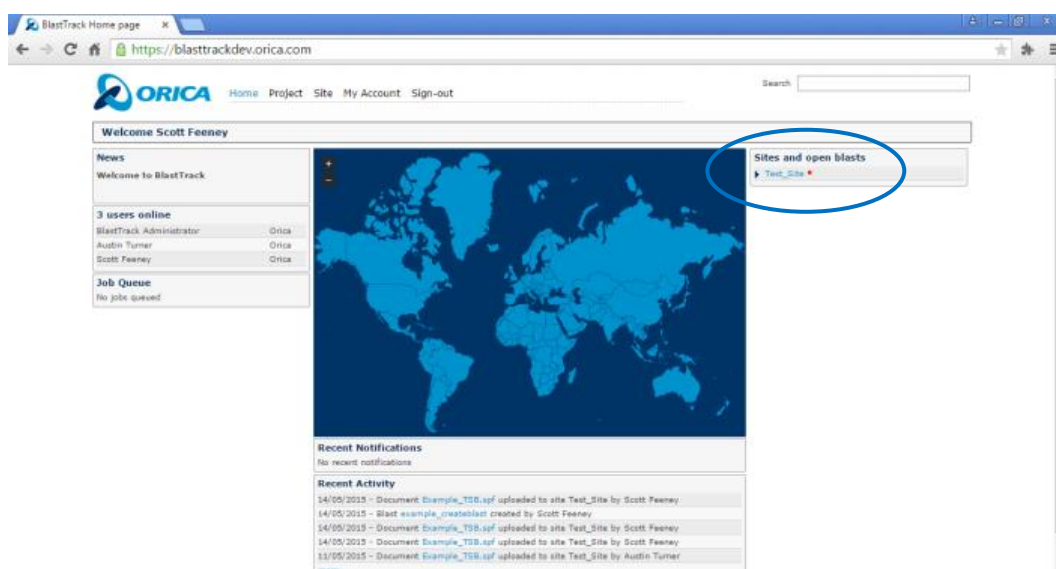 BlastTrack Home page
https://blasttrackdev.orica.com
ORICA
Home Project Site My Account Sign-out
Search
Welcome Scott Feeney
News
Welcome to BlastTrack
3 users online
BlastTrack Administrator Orica
Austin Turner Orica
Scott Feeney Orica
Job Queue
No jobs queued
+
-
Sites and open blasts
Test_Site
Recent Notifications
No recent notifications
Recent Activity
14/05/2015 - Document Example_TSB.spf uploaded to site Test_Site by Scott Feeney
14/05/2015 - Blast example_createblast created by Scott Feeney
14/05/2015 - Document Example_TSB.spf uploaded to site Test_Site by Scott Feeney
14/05/2015 - Document Example_TSB.spf uploaded to site Test_Site by Scott Feeney
11/05/2015 - Document Example_TSB.spf uploaded to site Test_Site by Austin Turner